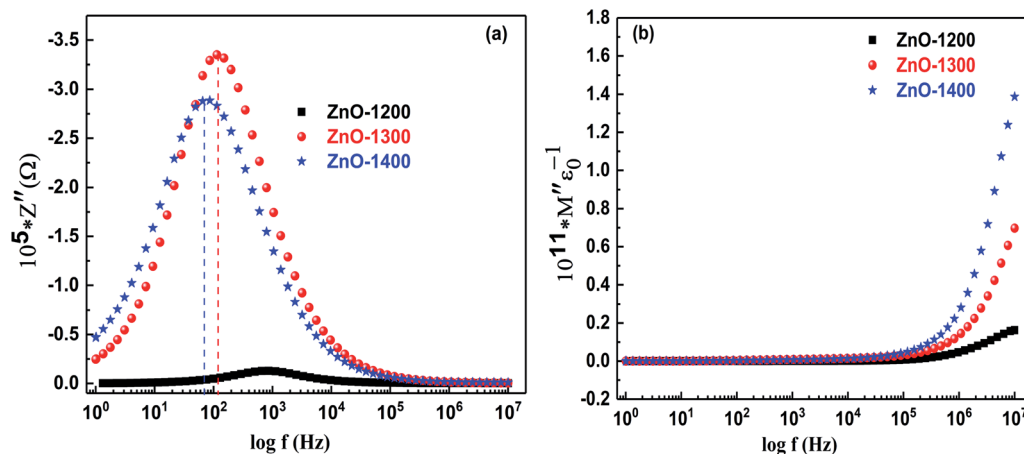 (a)
-3.5
-3.0
-2.5
-2.0
-1.5
-1.0
-0.5
0.0
10⁵*Z″(Ω)
ZnO-1200
ZnO-1300
ZnO-1400
10⁰ 10¹ 10² 10³ 10⁴ 10⁵ 10⁶ 10⁷
log f (Hz)
(b)
1.8
1.6
1.4
1.2
1.0
0.8
0.6
0.4
0.2
0.0
-0.2
10¹¹*M″ε₀⁻¹
ZnO-1200
ZnO-1300
ZnO-1400
10⁰ 10¹ 10² 10³ 10⁴ 10⁵ 10⁶ 10⁷
log f (Hz)